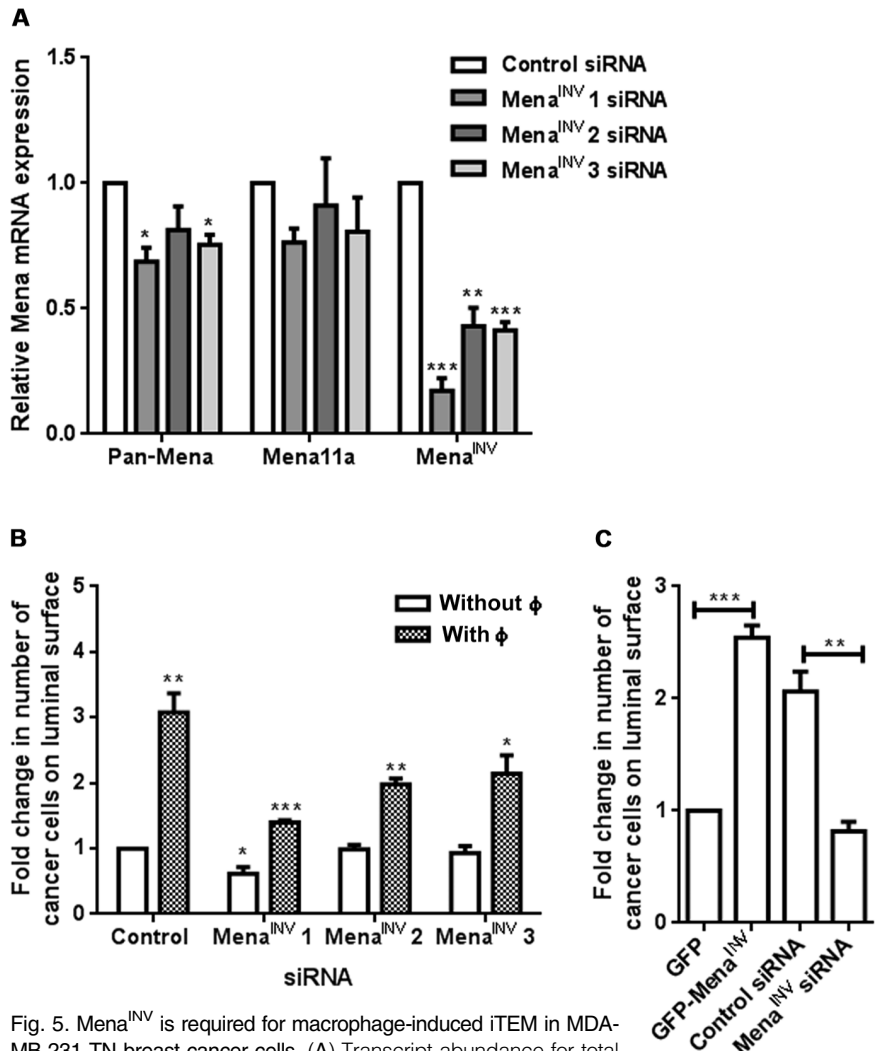 A
Relative Mena mRNA expression
1.5
1.0
0.5
0.0
Control siRNA
Mena^INV 1 siRNA
Mena^INV 2 siRNA
Mena^INV 3 siRNA
*
*
***
**
***
Pan-Mena
Mena11a
Mena^INV
B
Fold change in number of
cancer cells on luminal surface
5
4
3
2
1
0
Without ϕ
With ϕ
**
*
***
**
*
Control
Mena^INV 1
Mena^INV 2
Mena^INV 3
siRNA
C
Fold change in number of
cancer cells on luminal surface
3
2
1
0
***
**
GFP
GFP-Mena^INV
Control siRNA
Mena^INV siRNA
Fig. 5. Mena^INV is required for macrophage-induced iTEM in MDA-
MB-231 TN breast cancer cells. (A) Transcript abundance for total